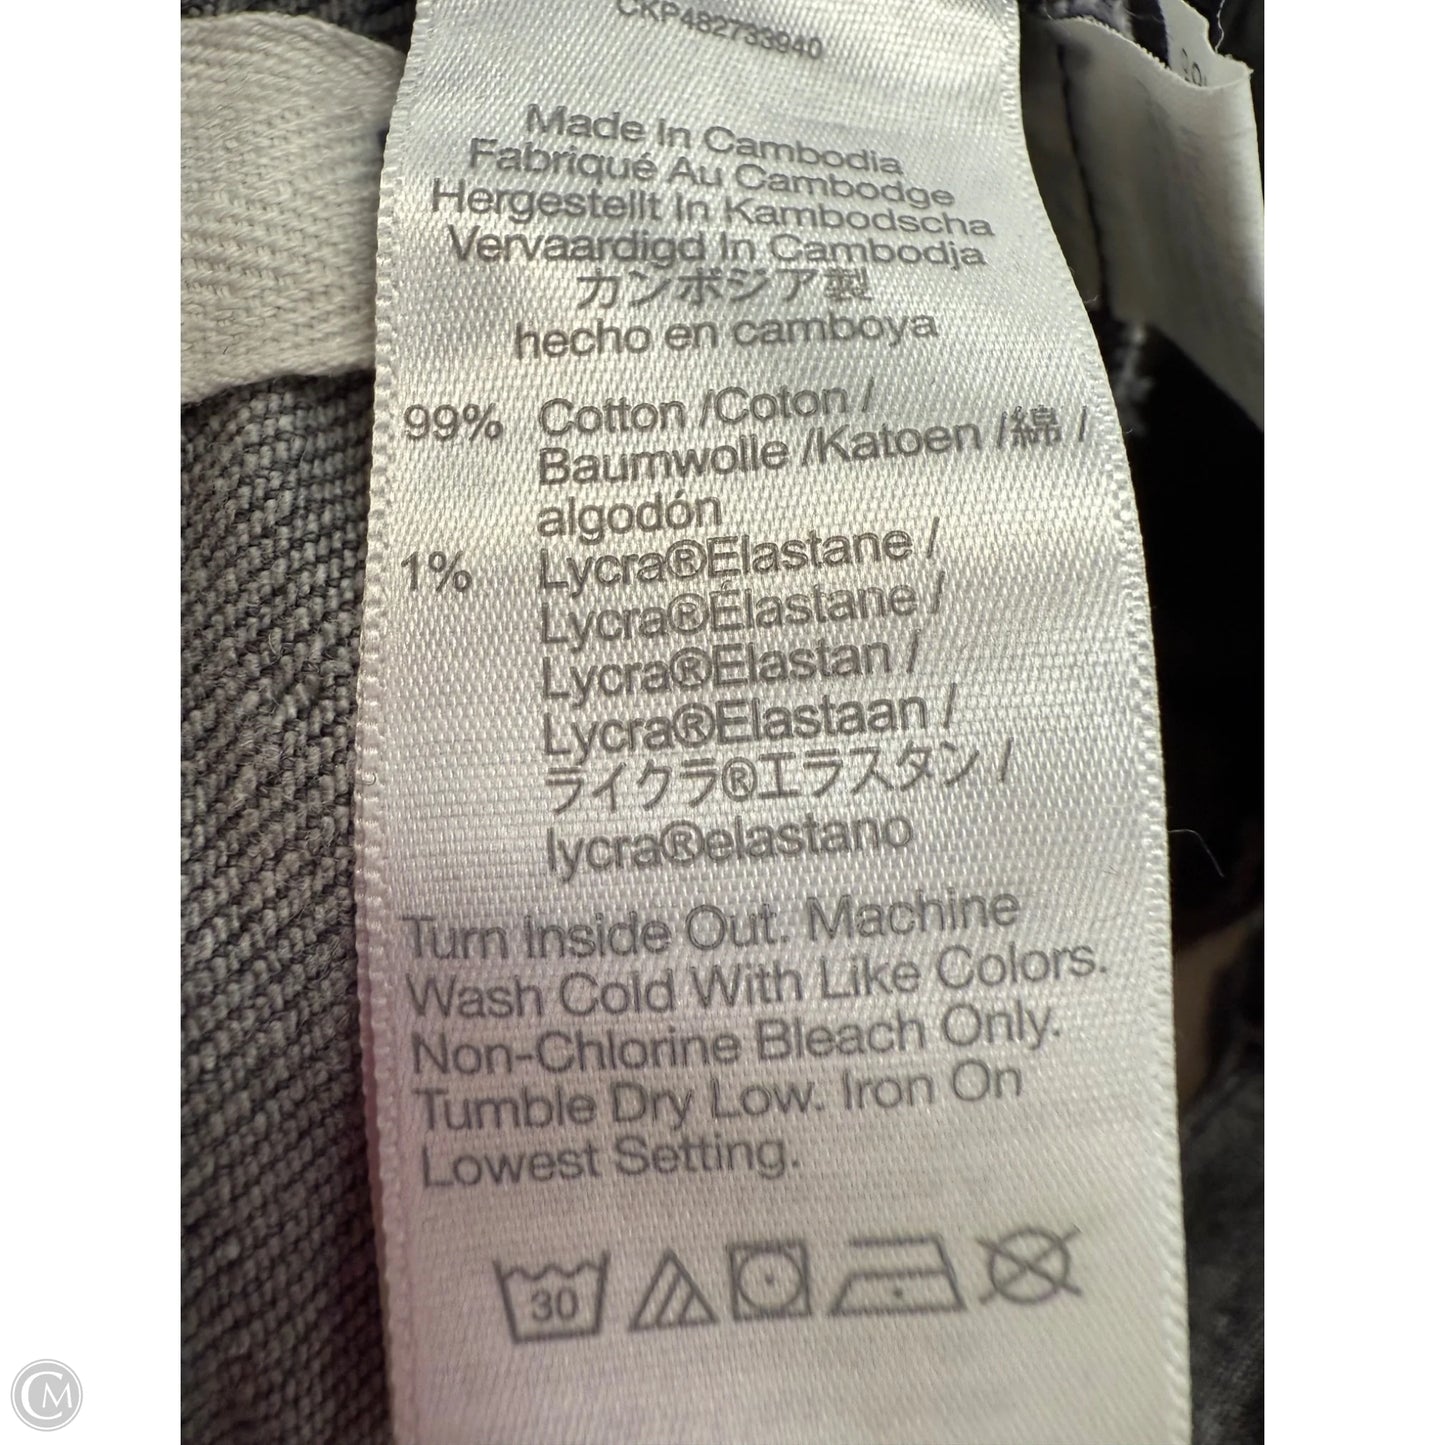 CKP482733940
Made In Cambodia
Fabriqué Au Cambodge
Hergestellt In Kambodscha
Vervaardigd In Cambodja
カンボジア製
hecho en camboya
99% Cotton /Coton /
Baumwolle /Katoen /綿 /
algodón
1% Lycra®Elastane /
Lycra®Élastane /
Lycra®Elastan /
Lycra®Elastaan /
ライクラ®エラスタン /
lycra®elastano
Turn Inside Out. Machine
Wash Cold With Like Colors.
Non-Chlorine Bleach Only.
Tumble Dry Low. Iron On
Lowest Setting.
30
CM